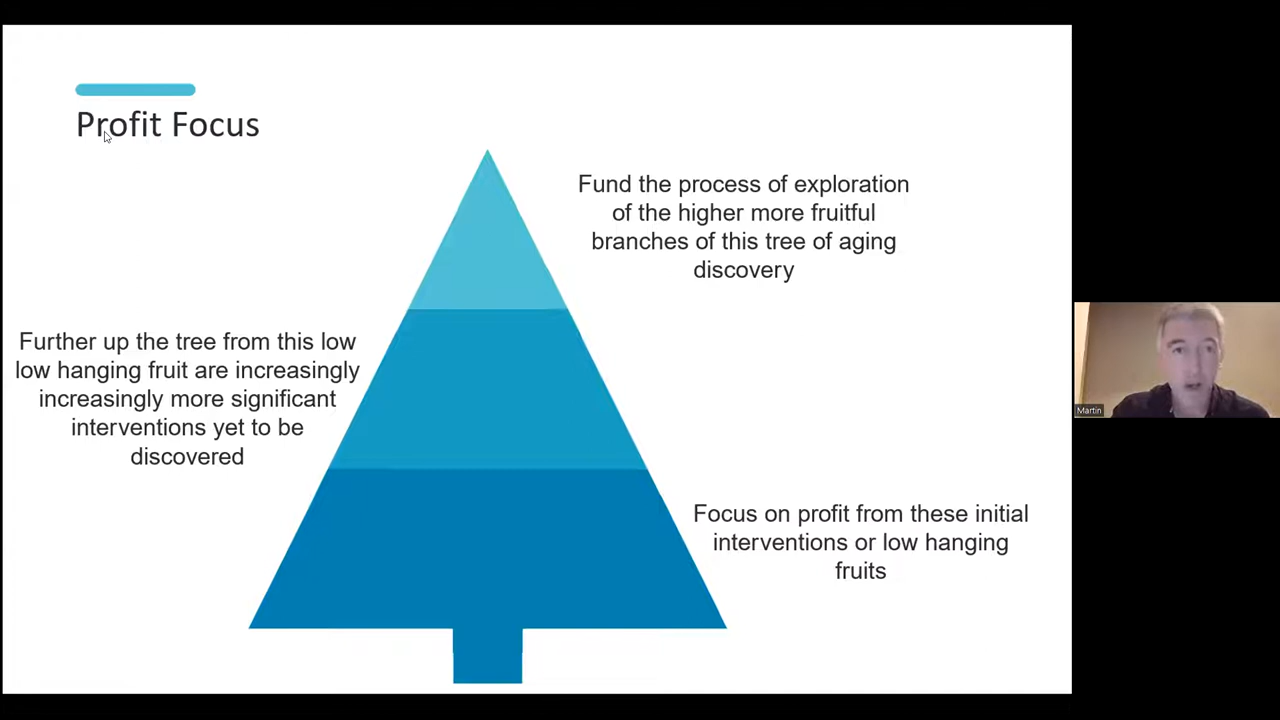 Profit Focus
Fund the process of exploration
of the higher more fruitful
branches of this tree of aging
discovery
Further up the tree from this low
low hanging fruit are increasingly
increasingly more significant
interventions yet to be
discovered
Focus on profit from these initial
interventions or low hanging
fruits
Martin